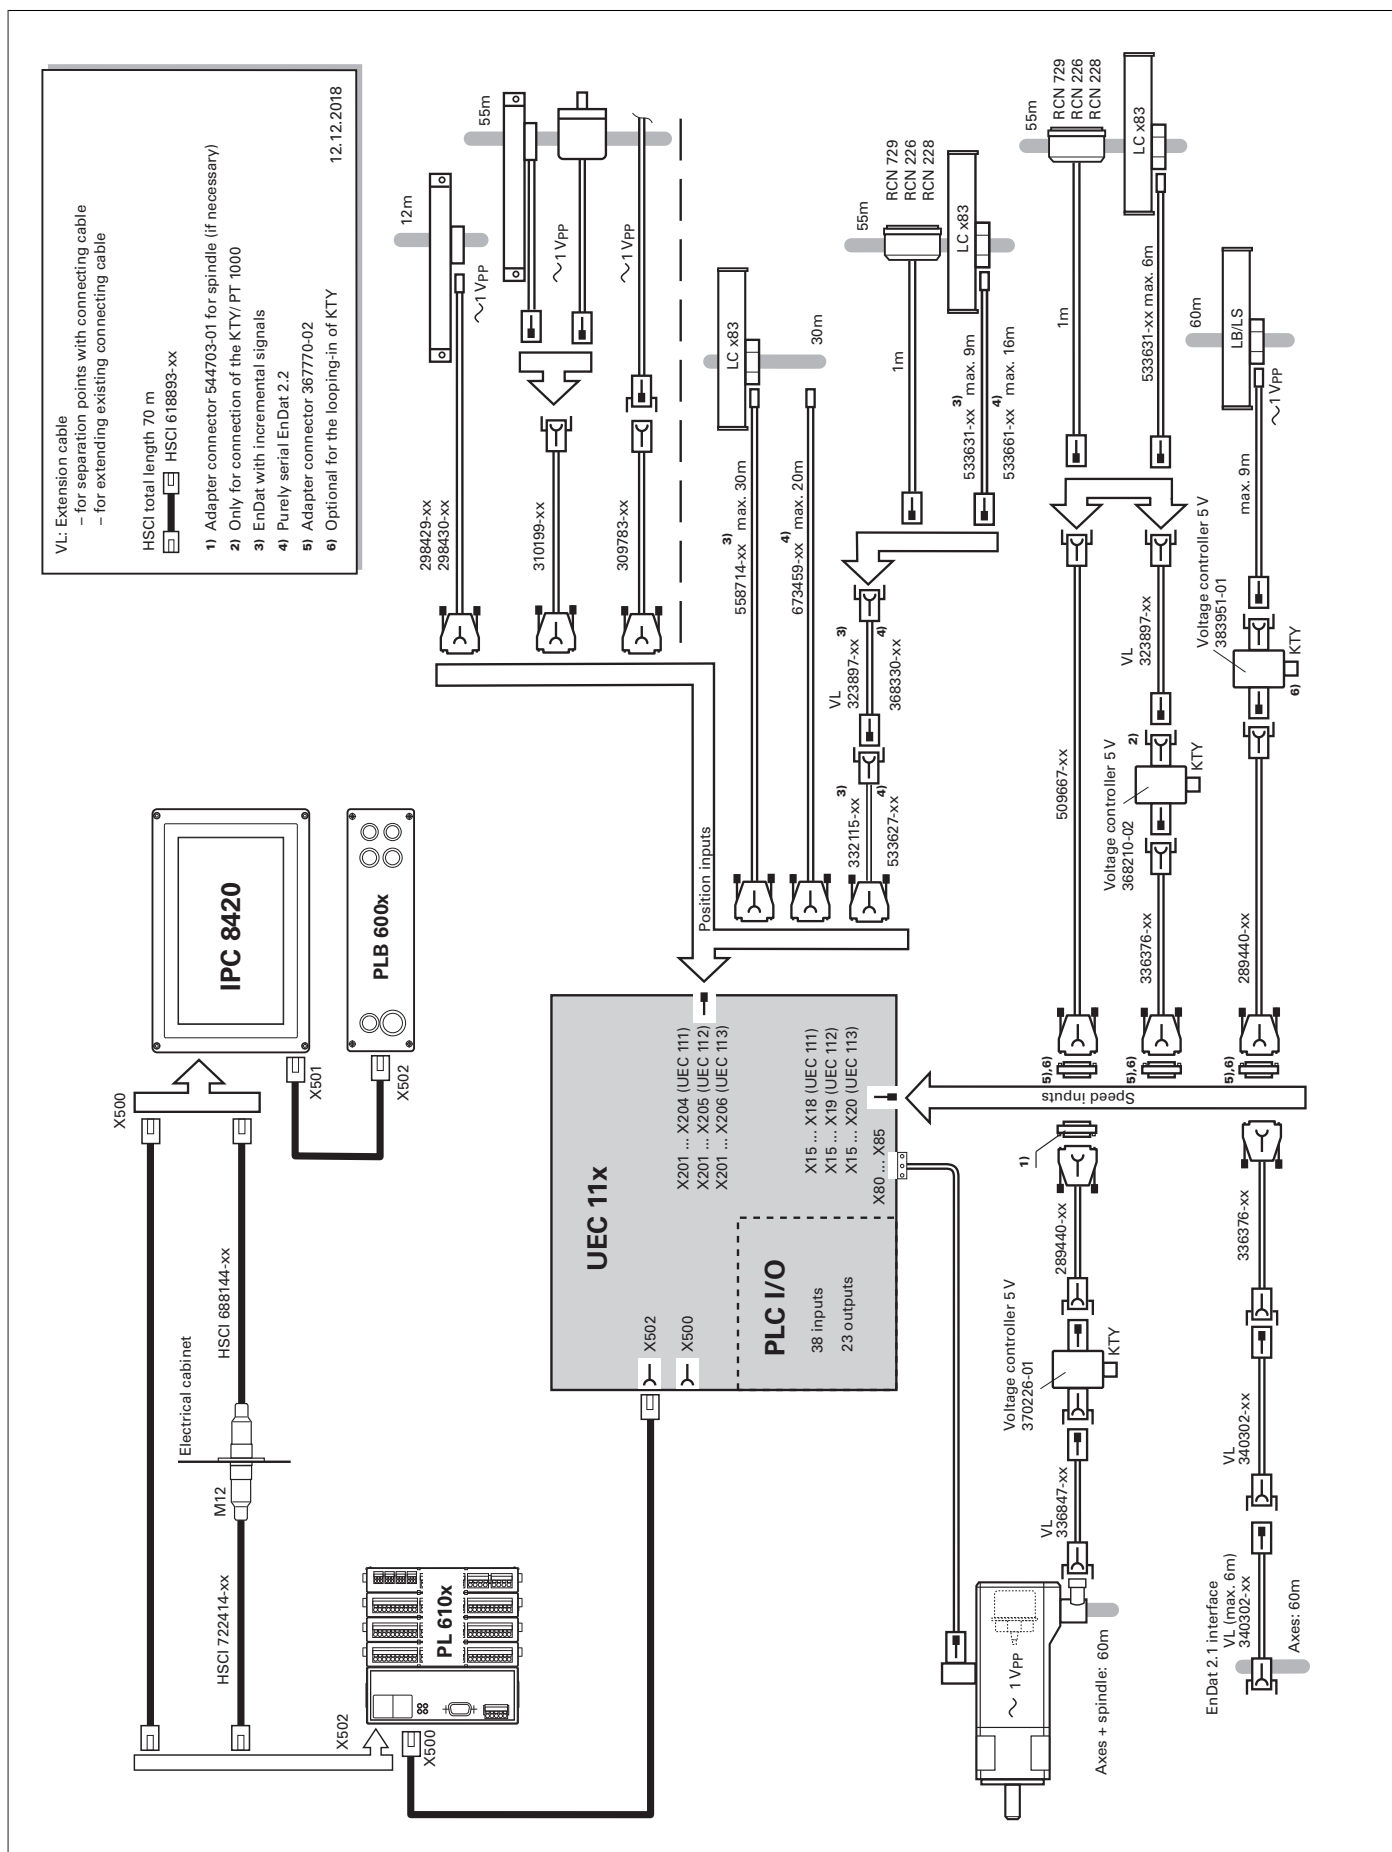 VL: Extension cable
– for separation points with connecting cable
– for extending existing connecting cable
HSCI total length 70 m
HSCI 618893-xx
1) Adapter connector 544703-01 for spindle (if necessary)
2) Only for connection of the KTY/ PT 1000
3) EnDat with incremental signals
4) Purely serial EnDat 2.2
5) Adapter connector 367770-02
6) Optional for the looping-in of KTY
12.12.2018
X500
HSCI 688144-xx
Electrical cabinet
M12
HSCI 722414-xx
X502
X500
PL 610x
IPC 8420
X501
PLB 600x
X502
UEC 11x
X201 ... X204 (UEC 111)
X201 ... X205 (UEC 112)
X201 ... X206 (UEC 113)
X15 ... X18 (UEC 111)
X15 ... X19 (UEC 112)
X15 ... X20 (UEC 113)
X80 ... X85
X502
X500
PLC I/O
38 inputs
23 outputs
Position inputs
298429-xx
298430-xx
~1 VPP
12m
310199-xx
~1 VPP
55m
309783-xx
~1 VPP
558714-xx
3)
max. 30m
LC x83
673459-xx
4)
max. 20m
30m
332115-xx
3)
533627-xx
4)
VL
323897-xx
3)
368330-xx
4)
1m
55m
RCN 729
RCN 226
RCN 228
533631-xx
3)
max. 9m
533661-xx
4)
max. 16m
LC x83
Speed inputs
5),6)
509667-xx
1m
55m
RCN 729
RCN 226
RCN 228
5),6)
336376-xx
Voltage controller 5 V
368210-02
2)
KTY
VL
323897-xx
533631-xx max. 6m
LC x83
5),6)
289440-xx
Voltage controller 5 V
383951-01
6)
KTY
max. 9m
~1 VPP
LB/LS
60m
1)
289440-xx
Voltage controller 5 V
370226-01
KTY
VL
336847-xx
~ 1 VPP
Axes + spindle: 60m
336376-xx
VL
340302-xx
EnDat 2.1 interface
VL (max. 6m)
340302-xx
Axes: 60m